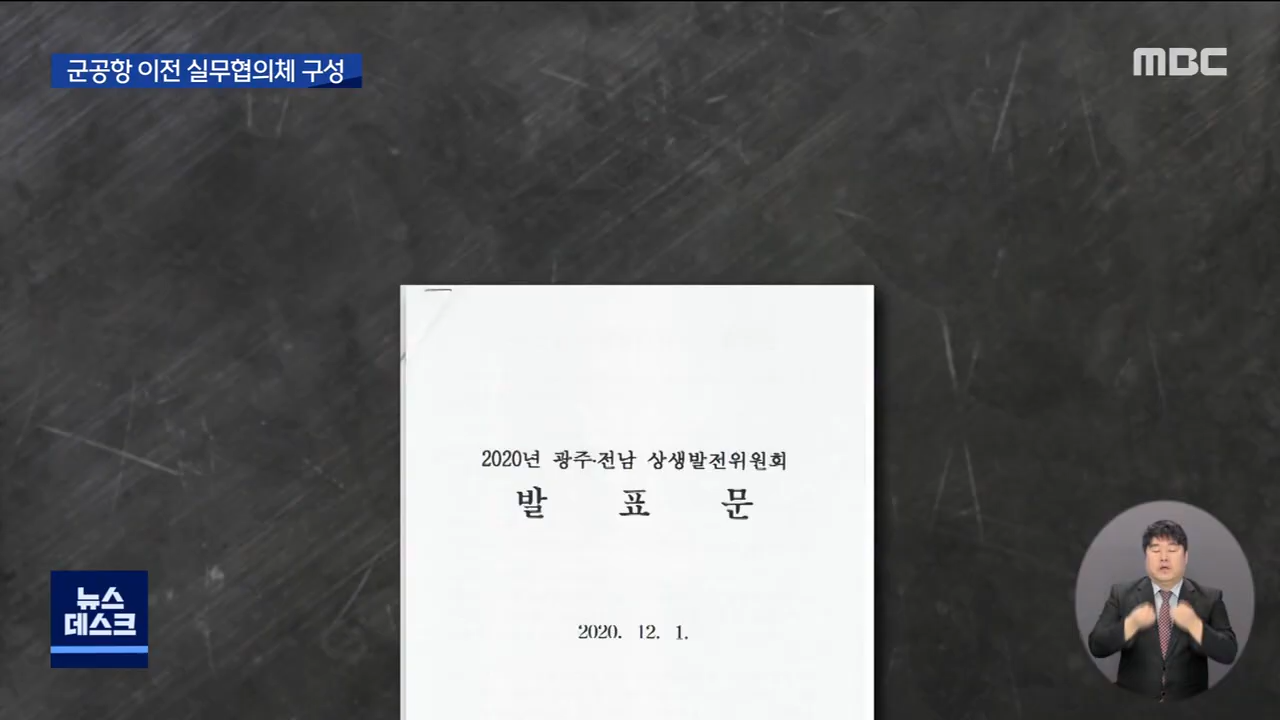 군공항 이전 실무협의체 구성
MBC
2020년 광주·전남 상생발전위원회
발 표 문
2020. 12. 1.
뉴스
데스크